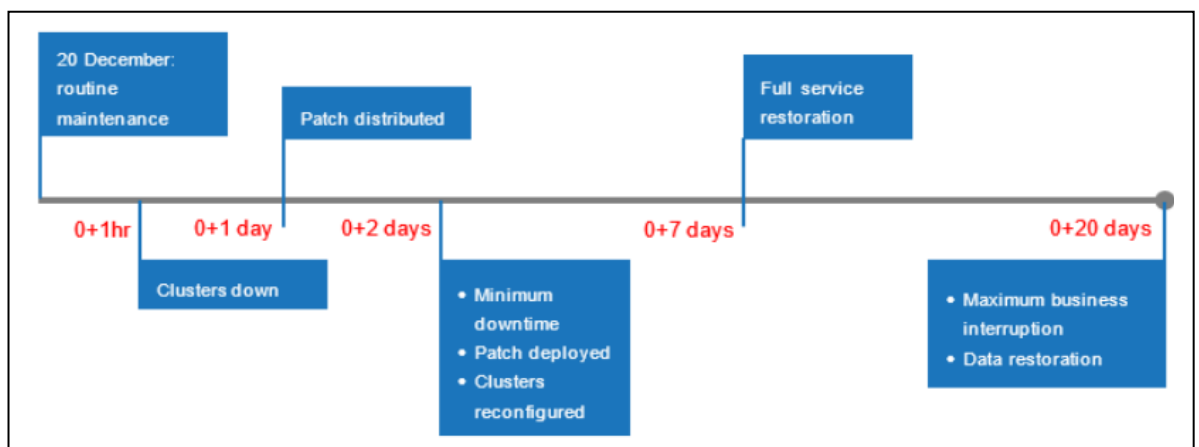 20 December:
routine
maintenance
Patch distributed
Full service
restoration
0+1hr
0+1 day
0+2 days
0+7 days
0+20 days
Clusters down
• Minimum
downtime
• Patch deployed
• Clusters
reconfigured
• Maximum business
interruption
• Data restoration